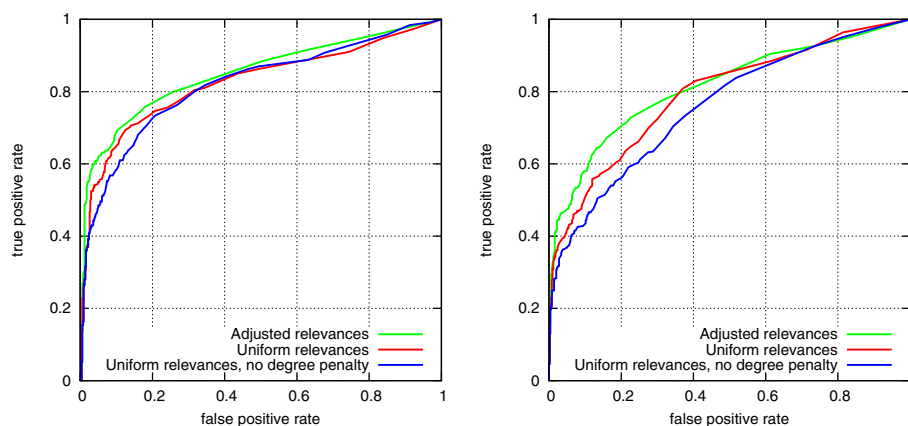 1
0.8
0.6
0.4
0.2
0
true positive rate
Adjusted relevances
Uniform relevances
Uniform relevances, no degree penalty
0 0.2 0.4 0.6 0.8 1
false positive rate
1
0.8
0.6
0.4
0.2
0
true positive rate
Adjusted relevances
Uniform relevances
Uniform relevances, no degree penalty
0 0.2 0.4 0.6 0.8
false positive rate